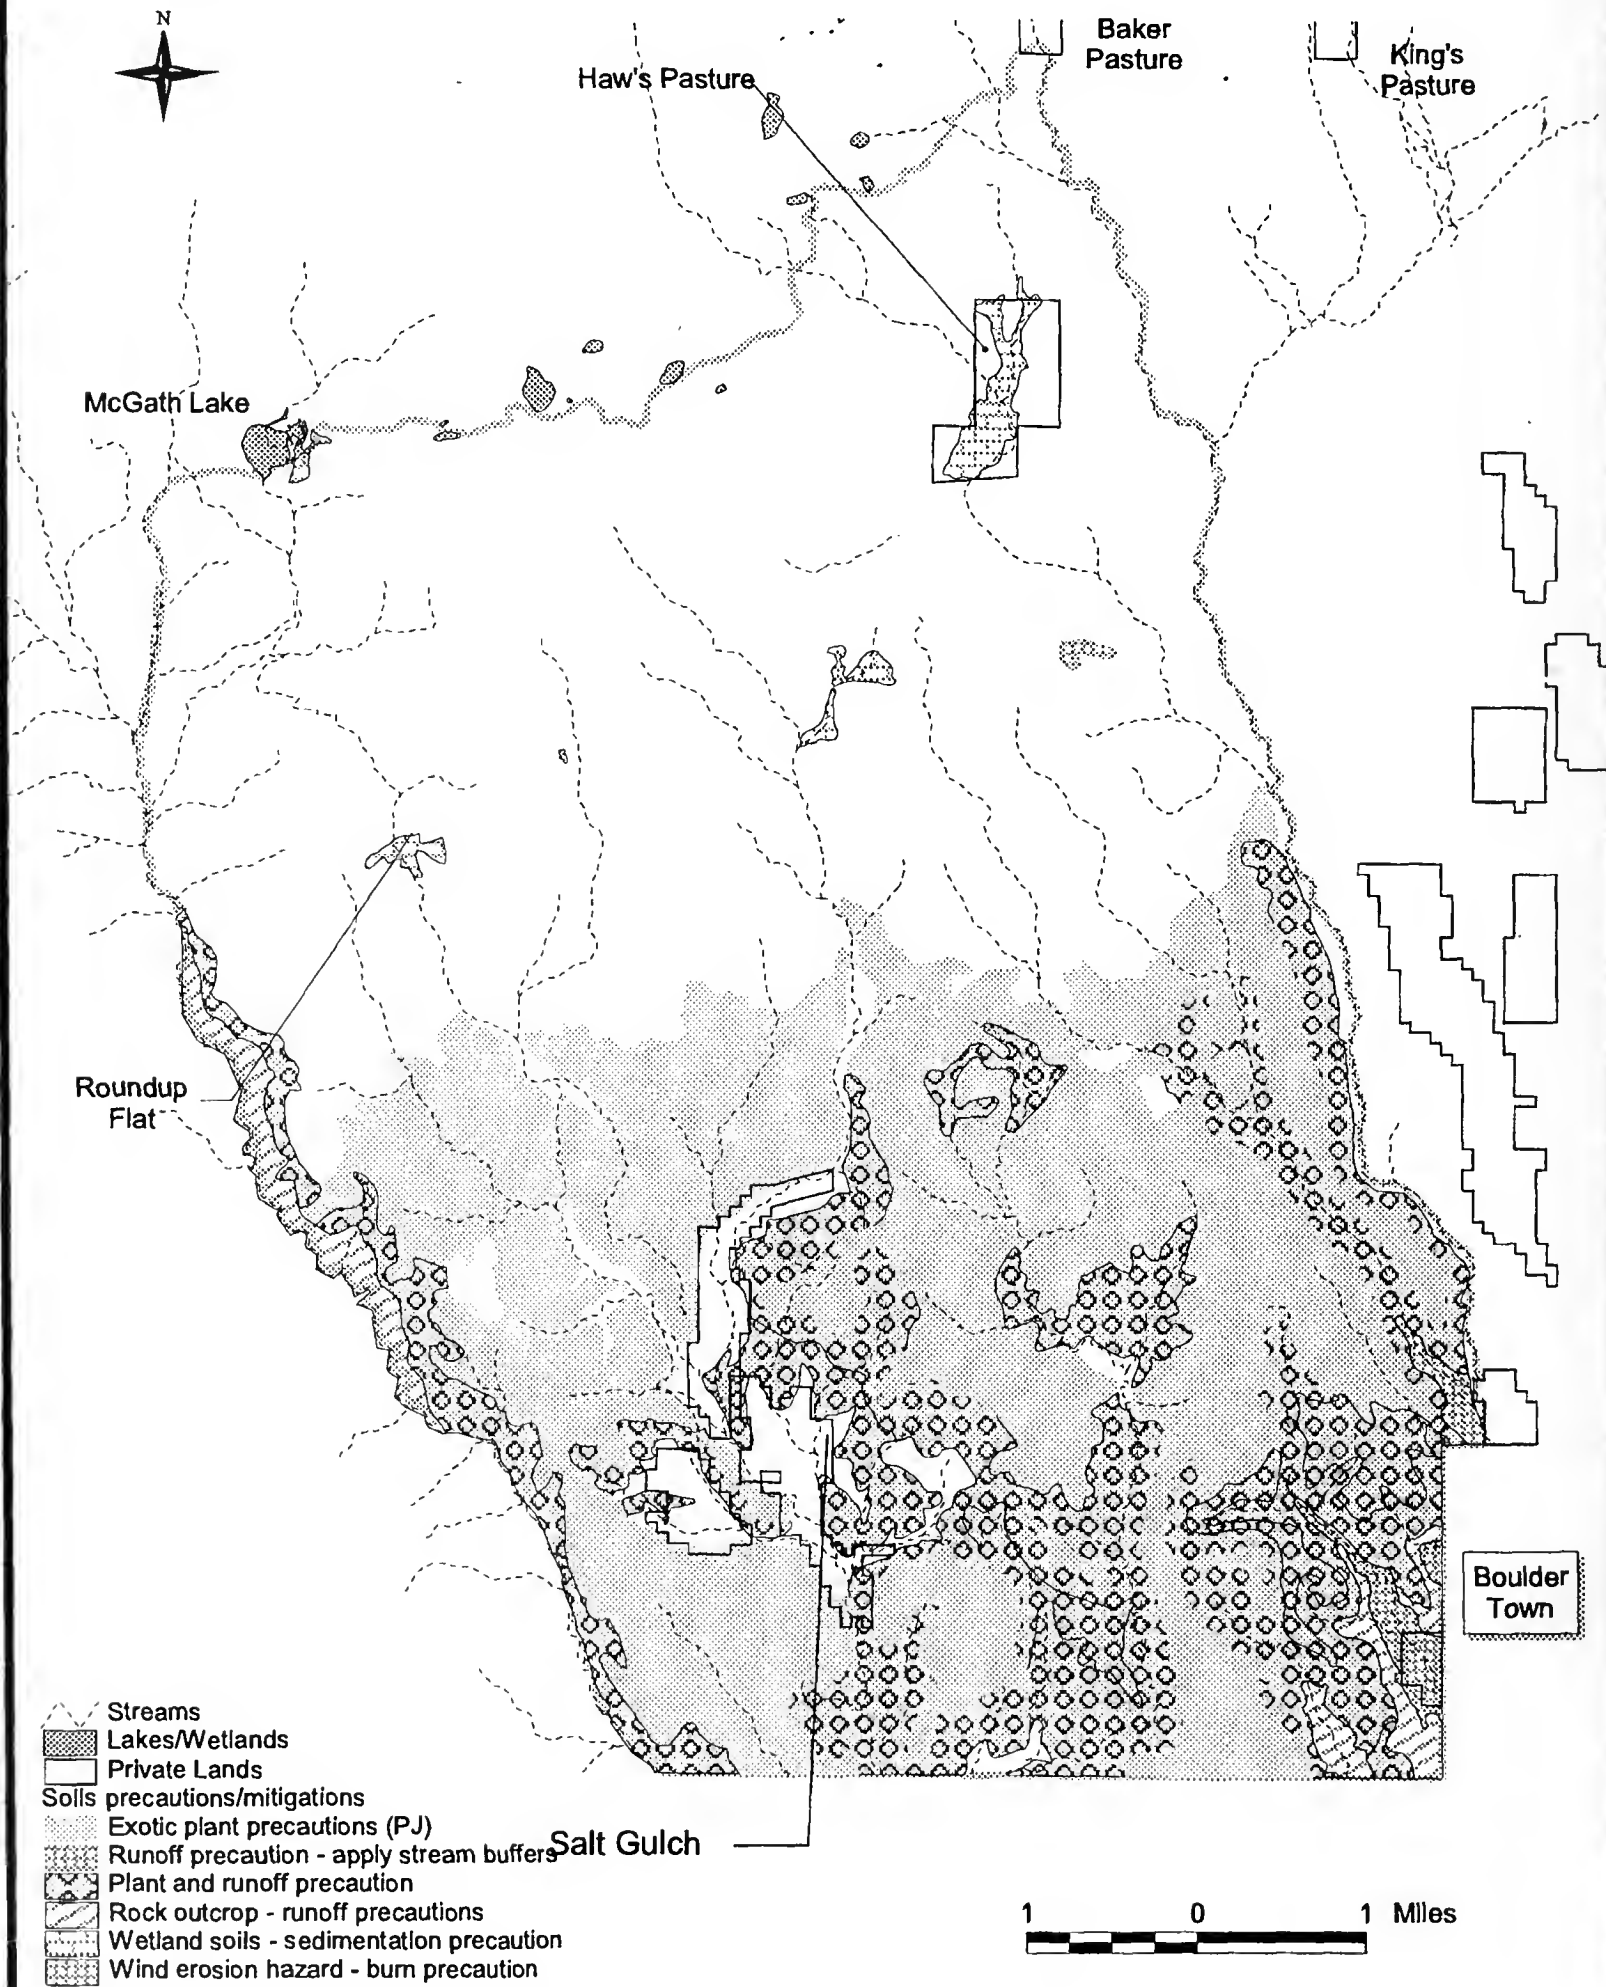 N
Baker
Pasture
King's
Pasture
Haw's Pasture
McGath Lake
Roundup
Flat
Boulder
Town
Streams
Lakes/Wetlands
Private Lands
Soils precautions/mitigations
Exotic plant precautions (PJ)
Runoff precaution - apply stream buffers
Plant and runoff precaution
Rock outcrop - runoff precautions
Wetland soils - sedimentation precaution
Wind erosion hazard - burn precaution
Salt Gulch
1 0 1 Miles